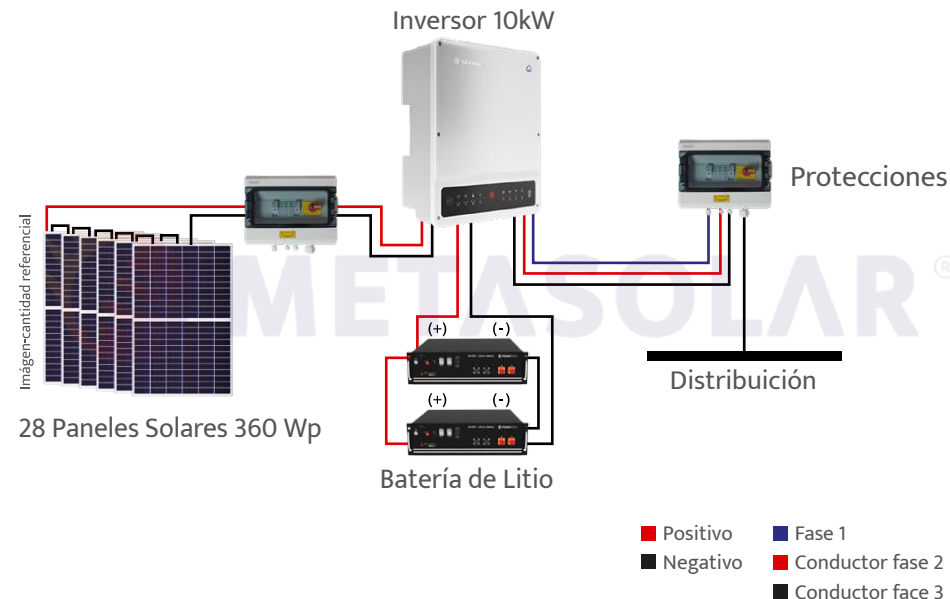 Inversor 10kW
Protecciones
Imágen-cantidad referencial
METASOLAR®
(+) (-)
Distribuición
(+) (-)
28 Paneles Solares 360 Wp
Batería de Litio
Positivo
Negativo
Fase 1
Conductor fase 2
Conductor face 3